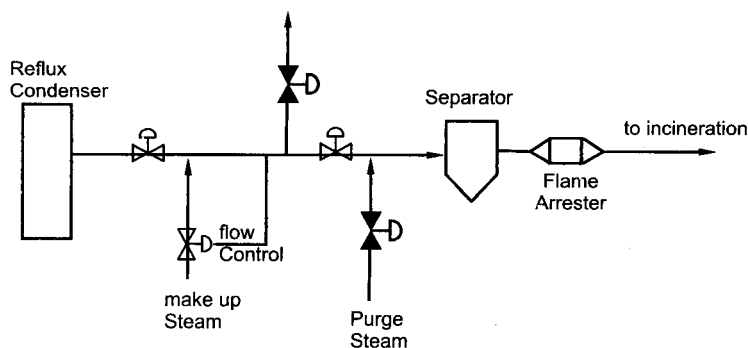 Reflux
Condenser
Separator
to incineration
Flame
Arrester
flow
Control
make up
Steam
Purge
Steam